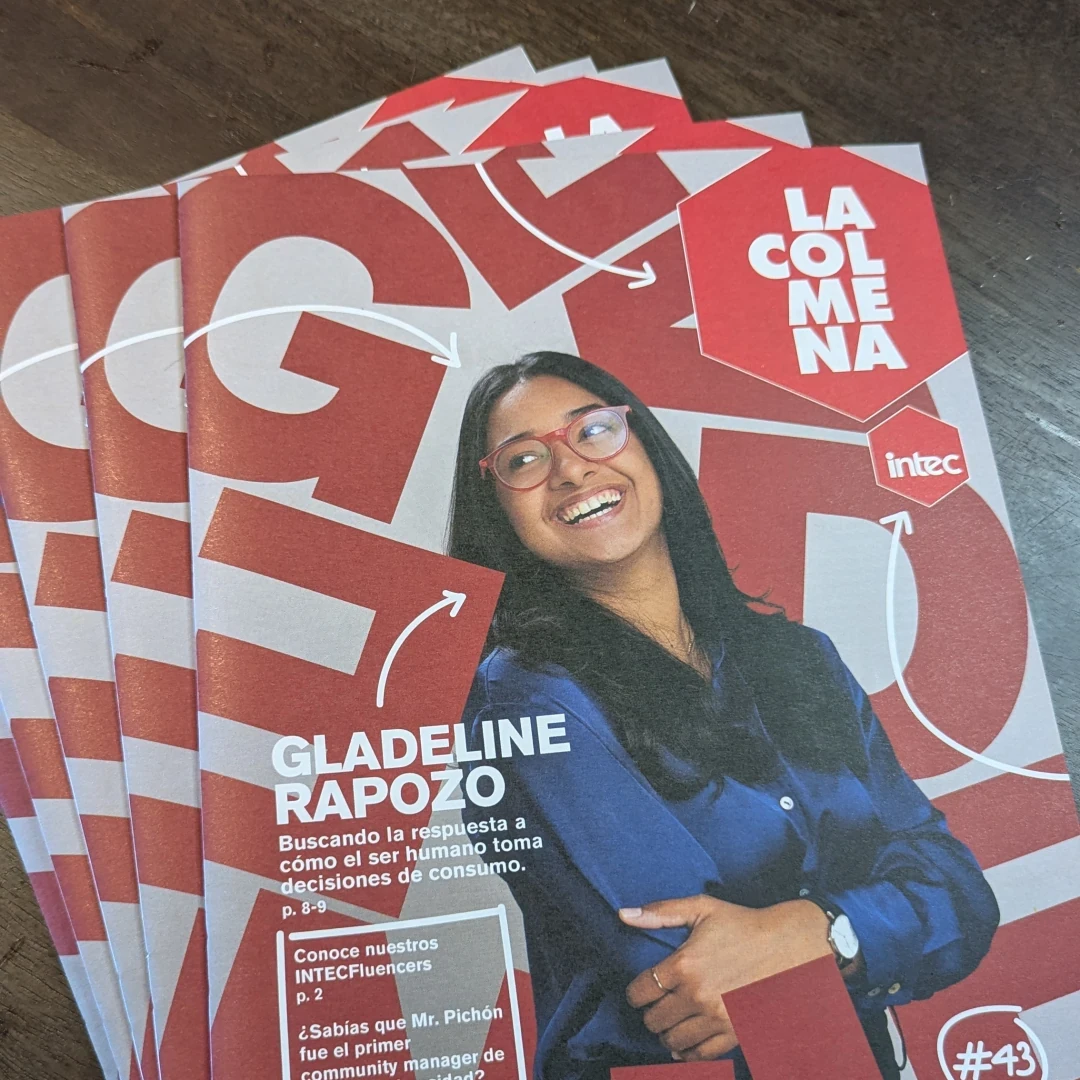 LA
COL
ME
NA
intec
GLADELINE
RAPOZO
Buscando la respuesta a
cómo el ser humano toma
decisiones de consumo.
p. 8-9
Conoce nuestros
INTECFluencers
p. 2
¿Sabías que Mr. Pichón
fue el primer
community manager de
#43
LA